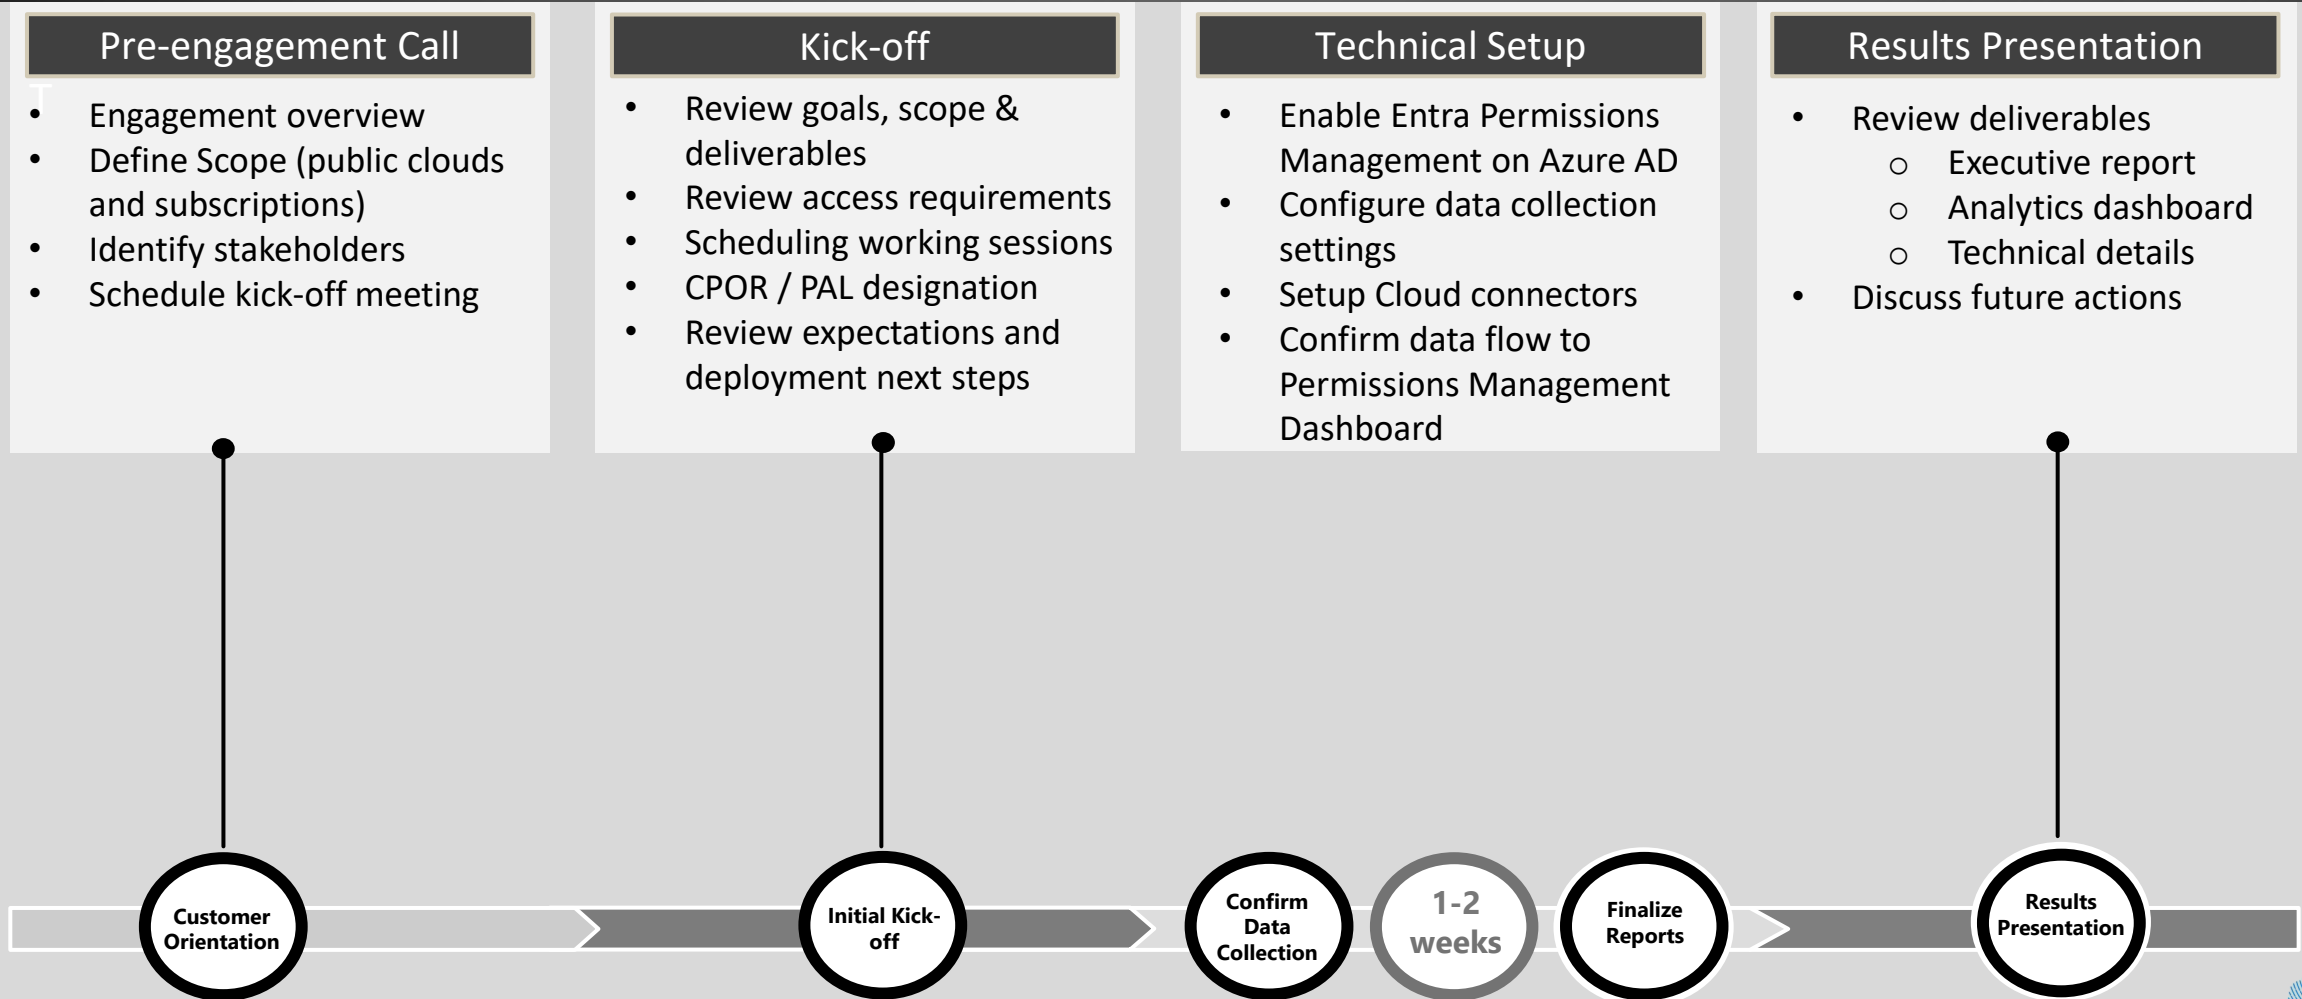 Pre-engagement Call
T
• Engagement overview
• Define Scope (public clouds
and subscriptions)
• Identify stakeholders
• Schedule kick-off meeting
Kick-off
• Review goals, scope &
deliverables
• Review access requirements
• Scheduling working sessions
• CPOR / PAL designation
• Review expectations and
deployment next steps
Technical Setup
• Enable Entra Permissions
Management on Azure AD
• Configure data collection
settings
• Setup Cloud connectors
• Confirm data flow to
Permissions Management
Dashboard
Results Presentation
• Review deliverables
o Executive report
o Analytics dashboard
o Technical details
• Discuss future actions
Customer
Orientation
Initial Kick-
off
Confirm
Data
Collection
1-2
weeks
Finalize
Reports
Results
Presentation